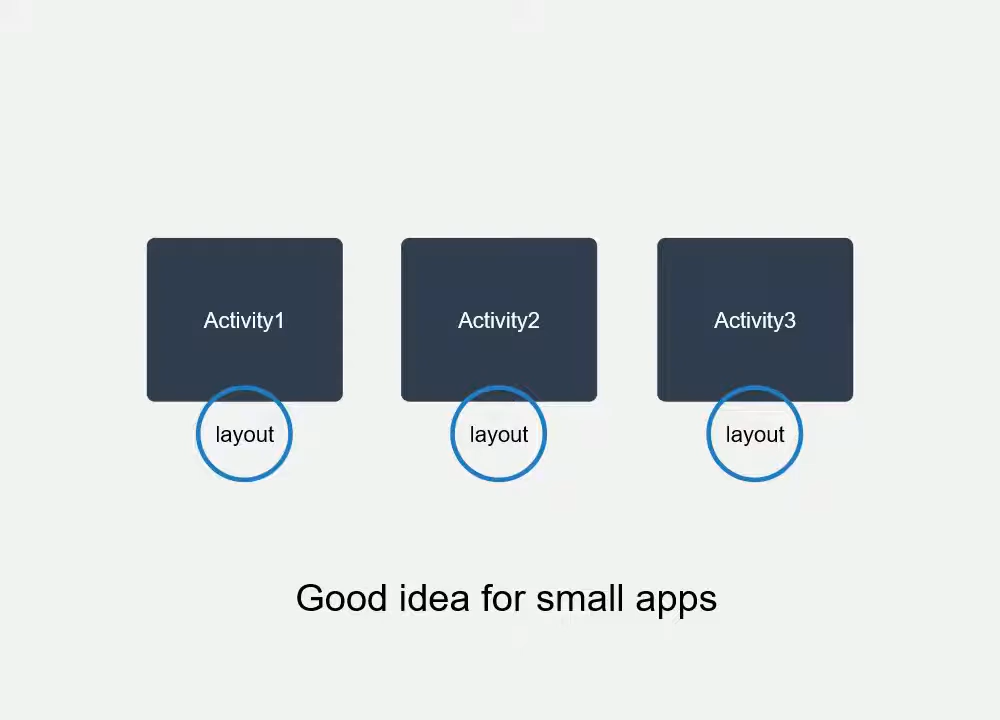 Activity1
Activity2
Activity3
layout
layout
layout
Good idea for small apps